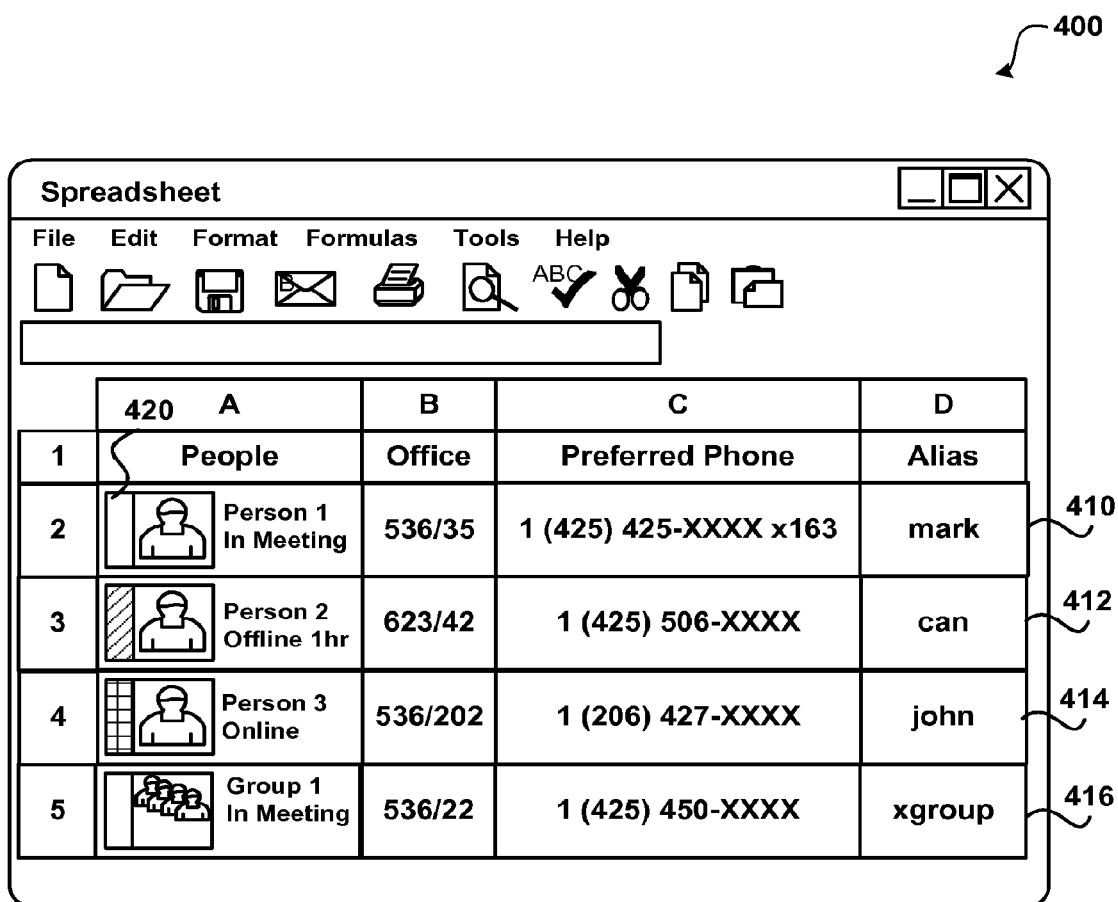 400
Spreadsheet
File Edit Format Formulas Tools Help
B
ABC
420 A B C D
1 People Office Preferred Phone Alias
2 Person 1 In Meeting 536/35 1 (425) 425-XXXX x163 mark 410
3 Person 2 Offline 1hr 623/42 1 (425) 506-XXXX can 412
4 Person 3 Online 536/202 1 (206) 427-XXXX john 414
5 Group 1 In Meeting 536/22 1 (425) 450-XXXX xgroup 416